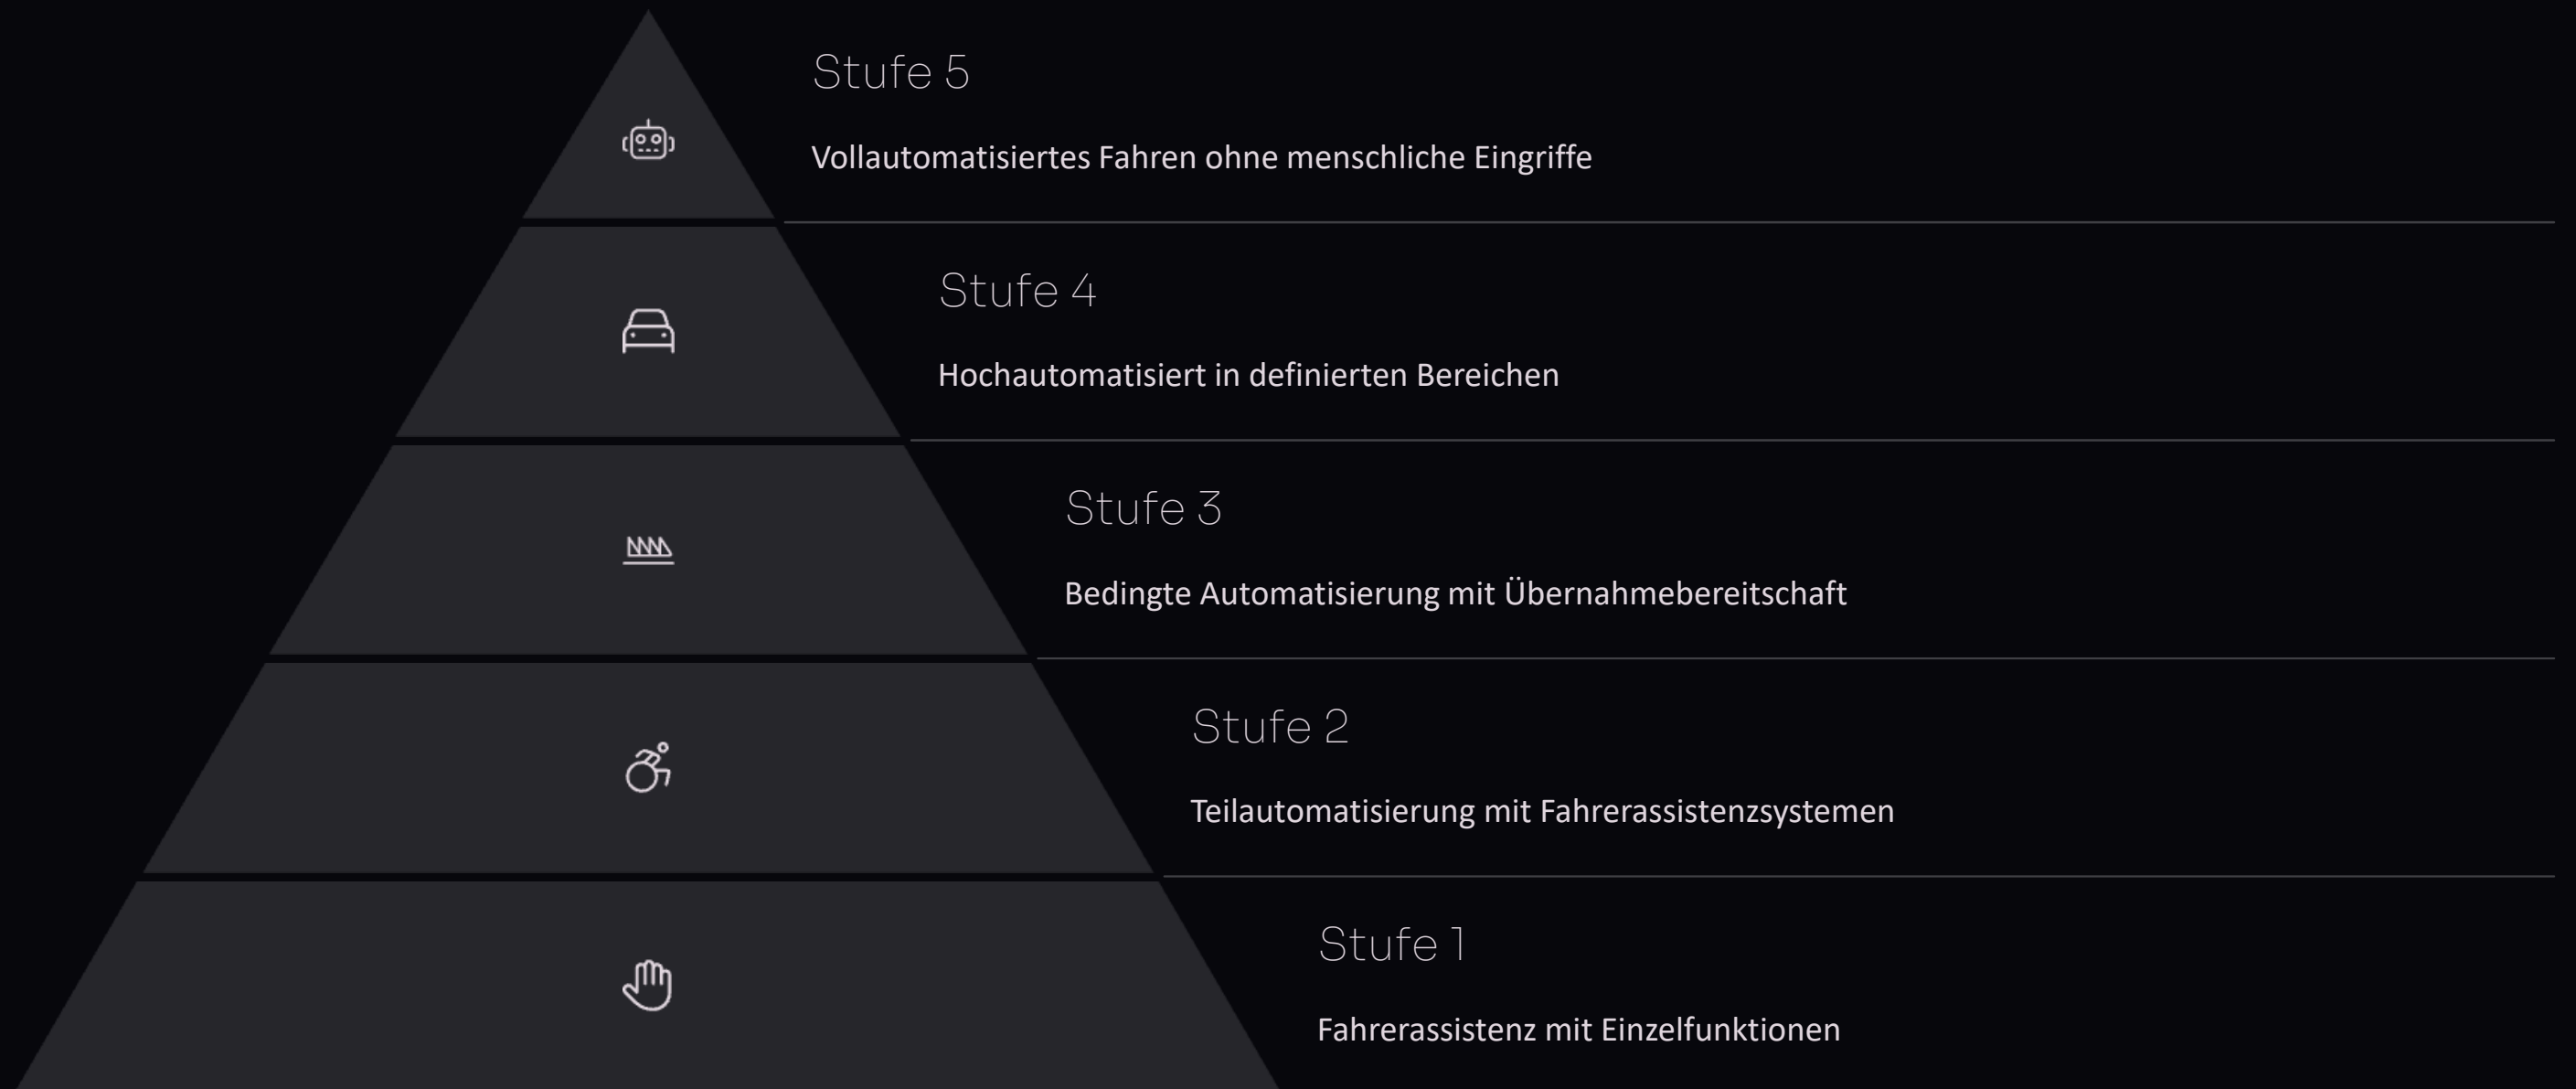 Stufe 5
Vollautomatisiertes Fahren ohne menschliche Eingriffe
Stufe 4
Hochautomatisiert in definierten Bereichen
Stufe 3
Bedingte Automatisierung mit Übernahmebereitschaft
Stufe 2
Teilautomatisierung mit Fahrerassistenzsystemen
Stufe 1
Fahrerassistenz mit Einzelfunktionen